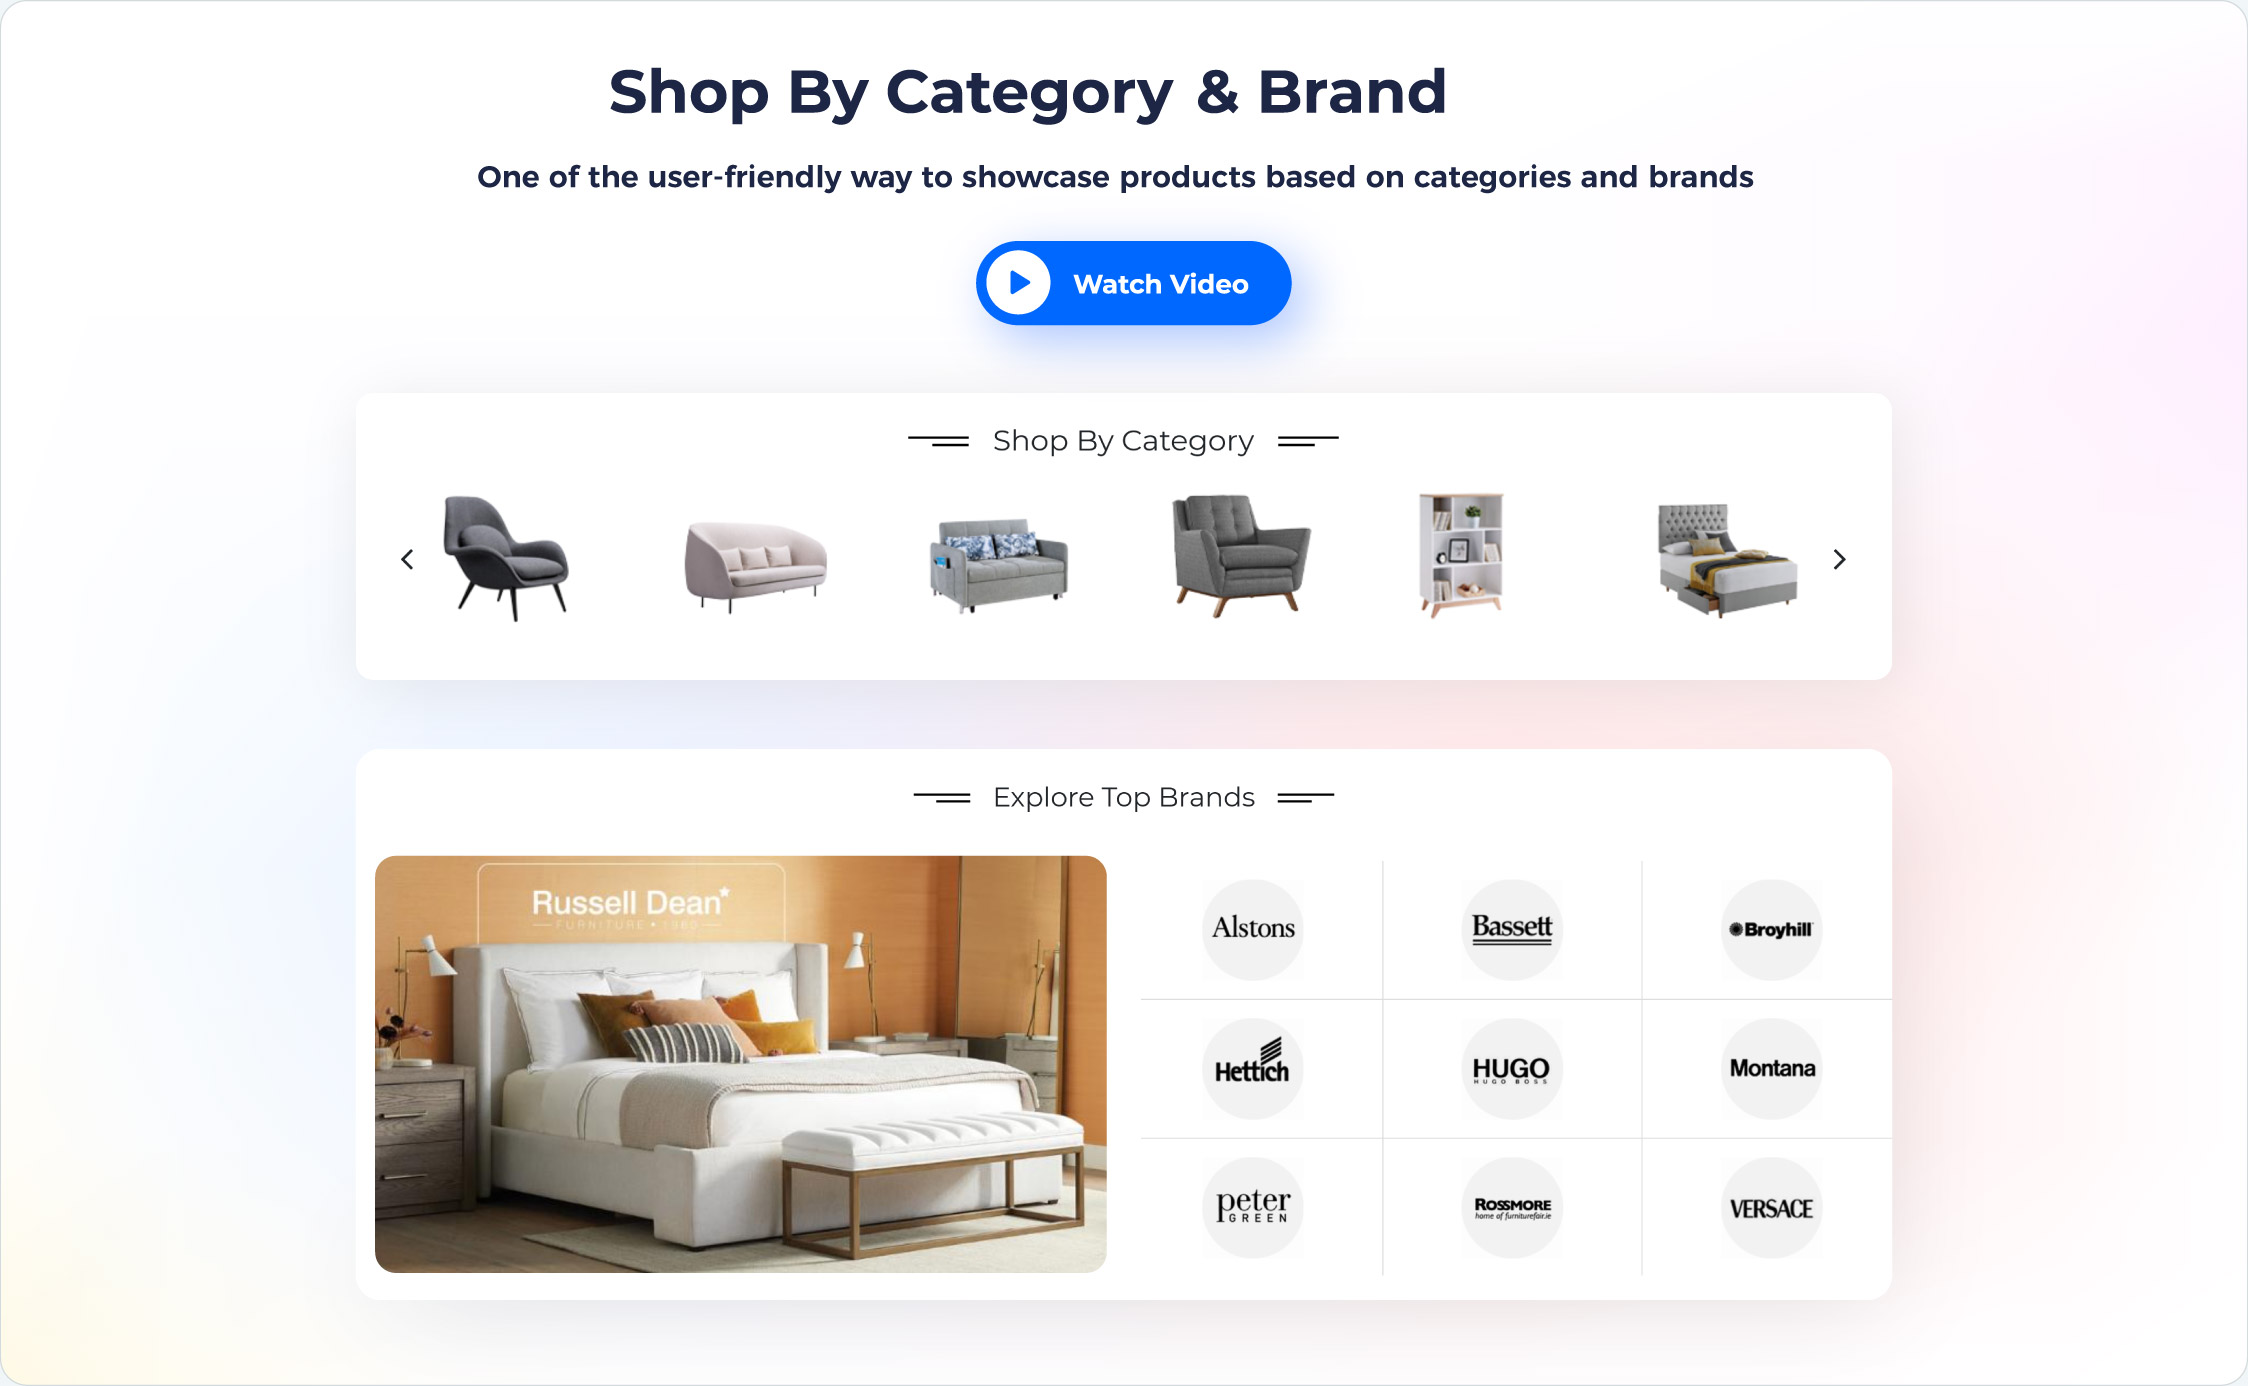 Shop By Category & Brand
One of the user-friendly way to showcase products based on categories and brands
Watch Video
Shop By Category
Explore Top Brands
Russell Dean
FURNITURE • 1980
Alstons
Bassett
Broyhill
Hettich
HUGO
HUGO BOSS
Montana
peter
GREEN
ROSSMORE
home of furniturefair.ie
VERSACE